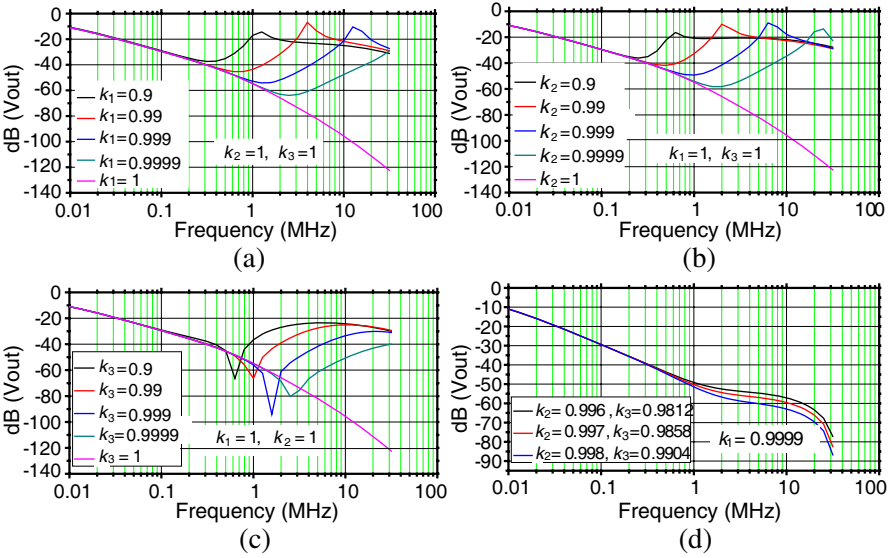 0
-20
-40
-60
-80
-100
-120
-140
dB (Vout)
k1=0.9
k1=0.99
k1=0.999
k1=0.9999
k1= 1
k2=1, k3=1
0.01 0.1 1 10 100
Frequency (MHz)
(a)
0
-20
-40
-60
-80
-100
-120
-140
dB (Vout)
k2=0.9
k2=0.99
k2=0.999
k2=0.9999
k2=1
k1=1, k3=1
0.01 0.1 1 10 100
Frequency (MHz)
(b)
0
-20
-40
-60
-80
-100
-120
-140
dB (Vout)
k3=0.9
k3=0.99
k3=0.999
k3=0.9999
k3= 1
k1=1, k2=1
0.01 0.1 1 10 100
Frequency (MHz)
(c)
0
-10
-20
-30
-40
-50
-60
-70
-80
-90
dB (Vout)
k2=0.996 , k3=0.9812
k2=0.997, k3=0.9858
k2=0.998, k3=0.9904
k1=0.9999
0.01 0.1 1 10 100
Frequency (MHz)
(d)